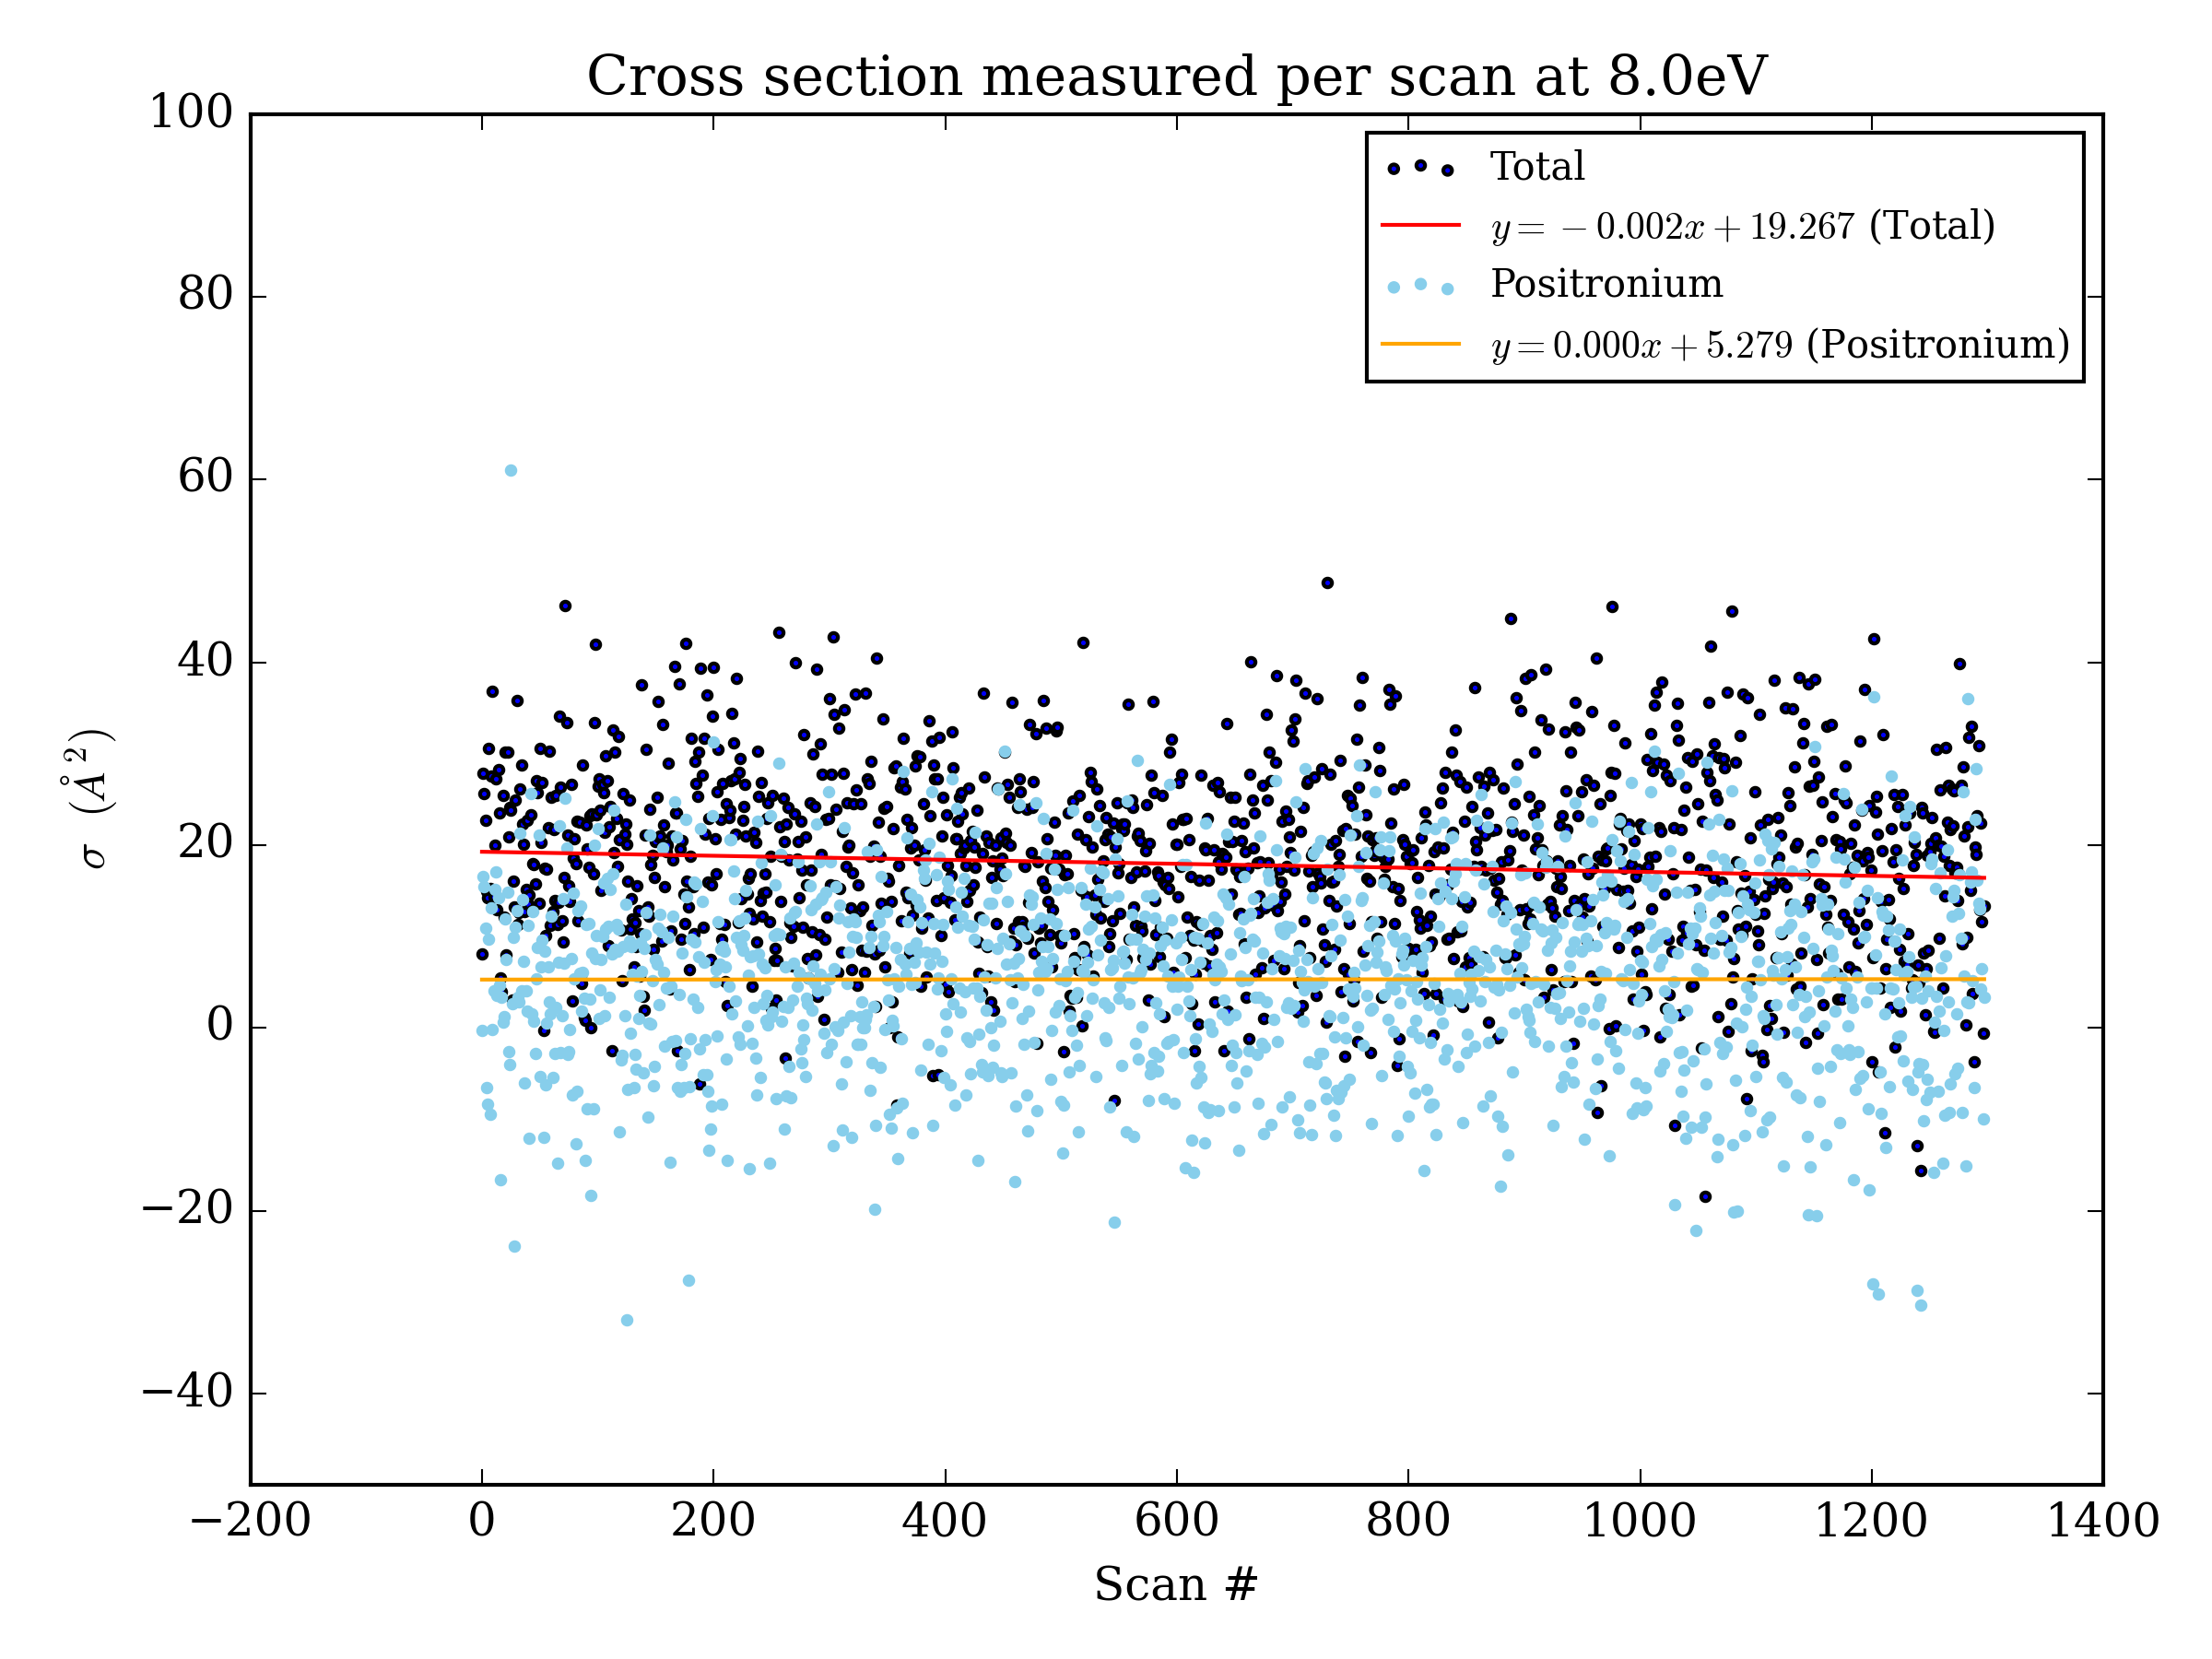 Cross section measured per scan at 8.0eV
100
80
60
40
20
0
−20
−40
σ (Å²)
Total
y = −0.002x + 19.267 (Total)
Positronium
y = 0.000x + 5.279 (Positronium)
−200 0 200 400 600 800 1000 1200 1400
Scan #